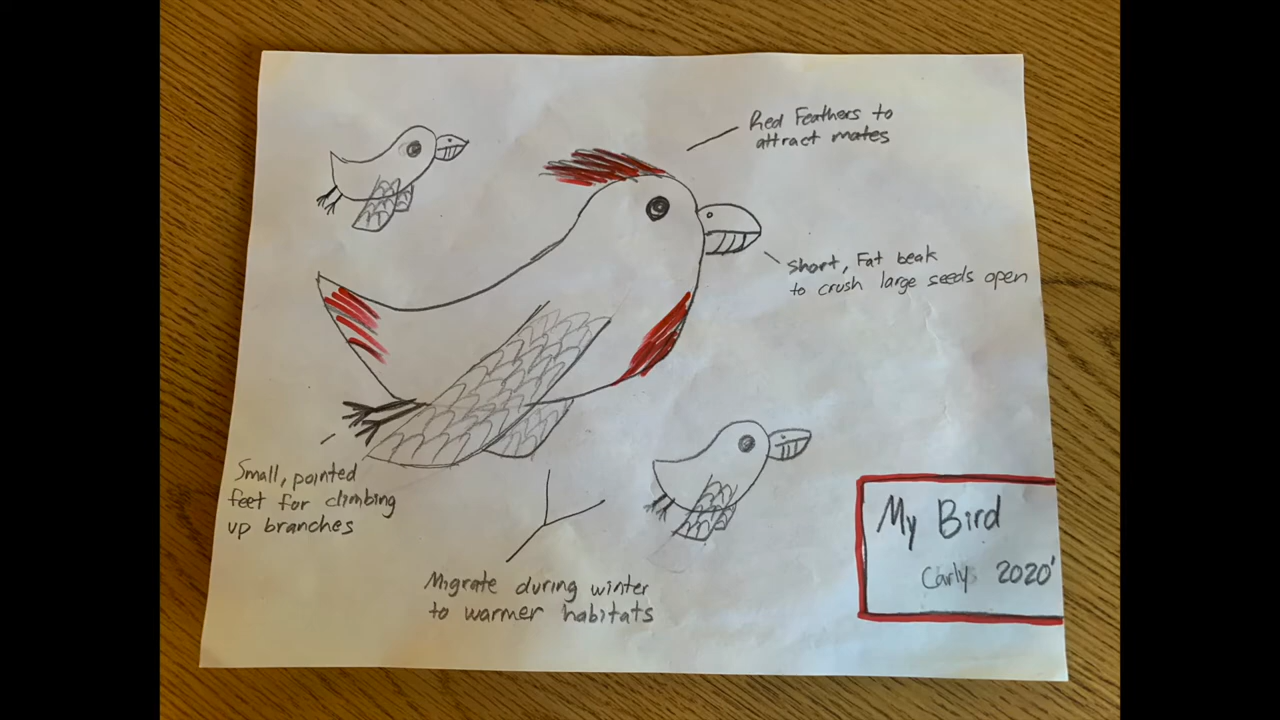 Red Feathers to
attract mates
Short, Fat beak
to crush large seeds open
Small, pointed
feet for climbing
up branches
Migrate during winter
to warmer habitats
My Bird
Carly 2020'